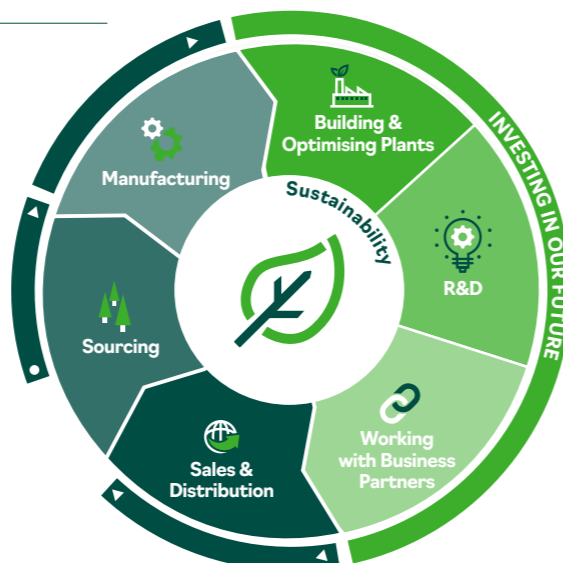 Building &
Optimising Plants
INVESTING IN OUR FUTURE
Manufacturing
Sustainability
R&D
Sourcing
Working
with Business
Partners
Sales &
Distribution